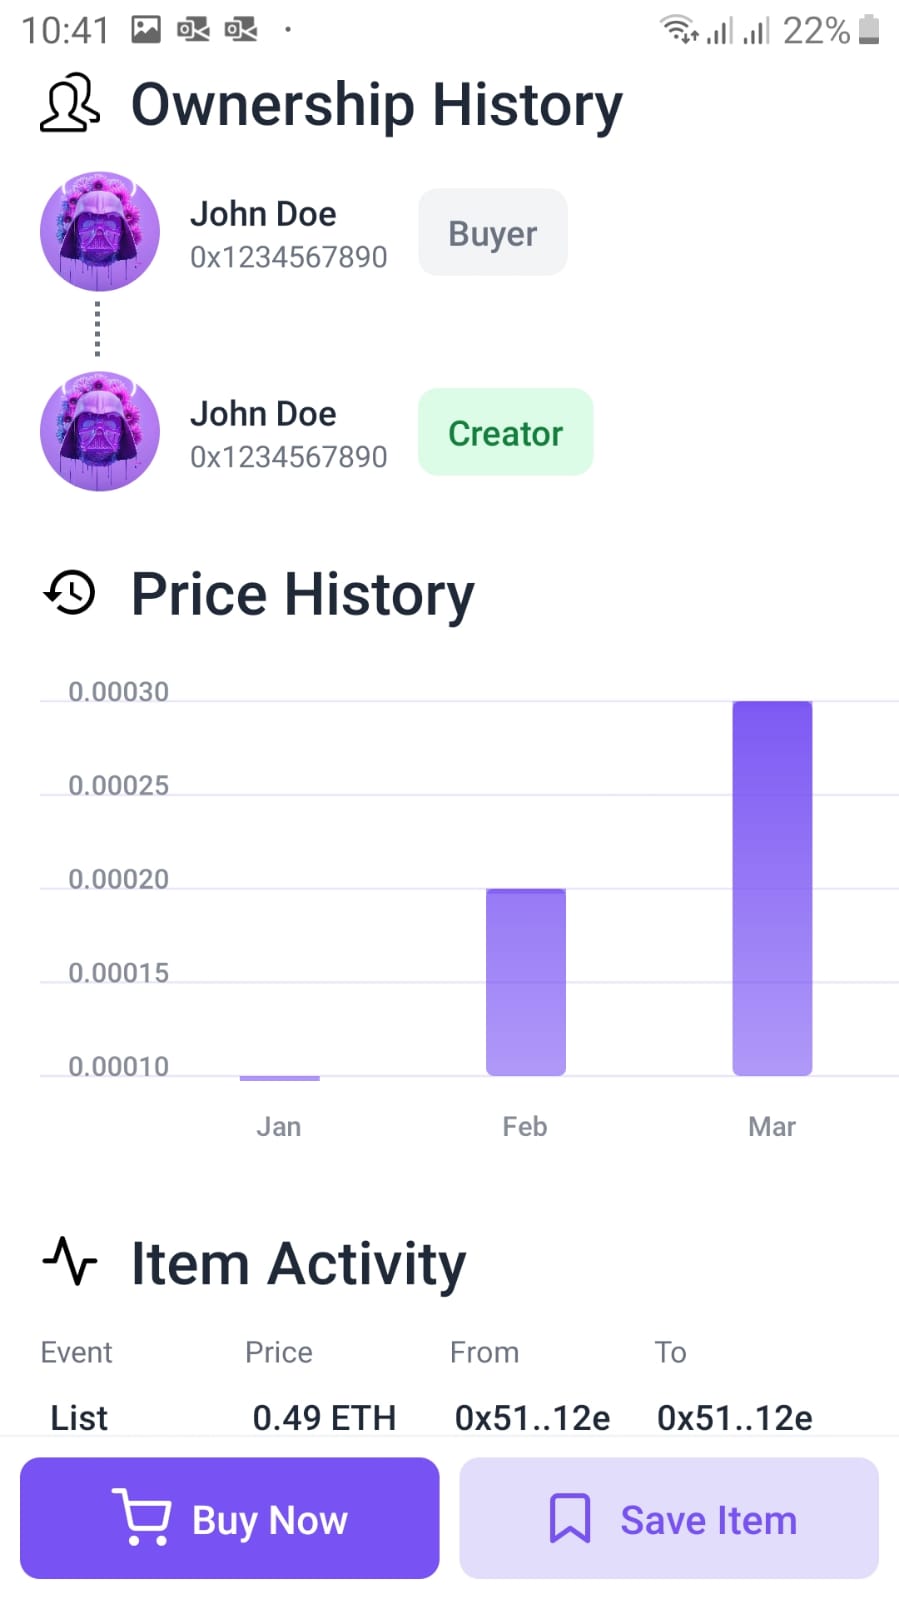 10:41 22%
Ownership History
John Doe
0x1234567890
Buyer
John Doe
0x1234567890
Creator
Price History
0.00030
0.00025
0.00020
0.00015
0.00010
Jan Feb Mar
Item Activity
Event Price From To
List 0.49 ETH 0x51..12e 0x51..12e
Buy Now Save Item